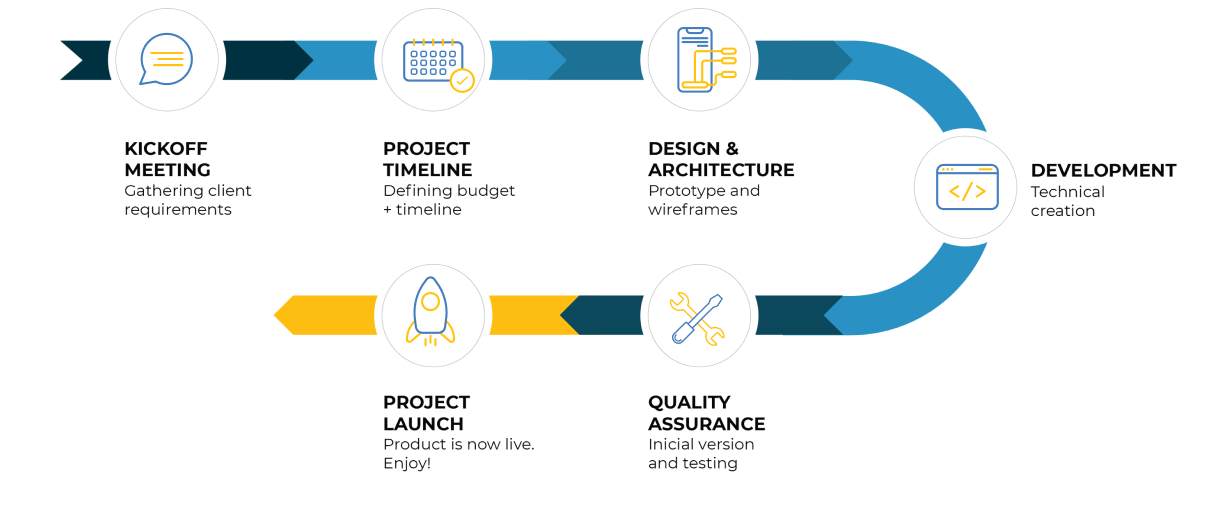 KICKOFF
MEETING
Gathering client
requirements
PROJECT
TIMELINE
Defining budget
+ timeline
DESIGN &
ARCHITECTURE
Prototype and
wireframes
</>
DEVELOPMENT
Technical
creation
QUALITY
ASSURANCE
Inicial version
and testing
PROJECT
LAUNCH
Product is now live.
Enjoy!